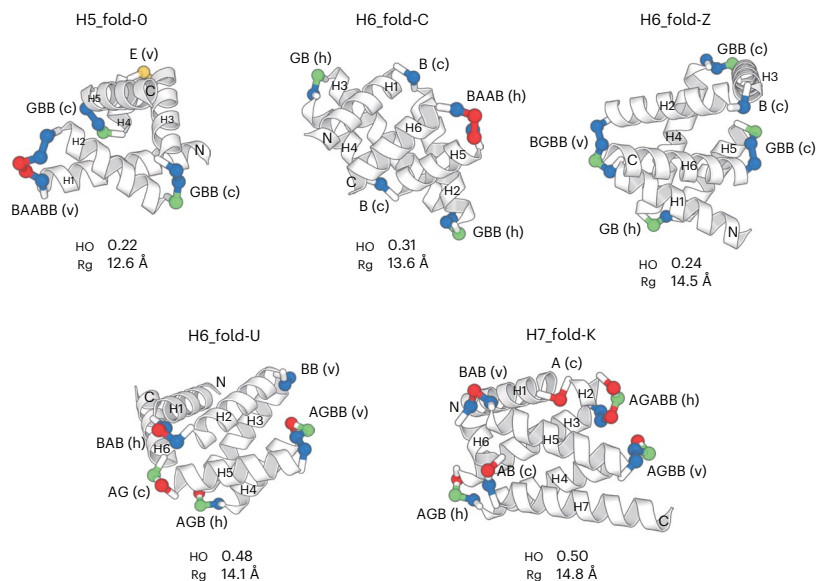 H5_fold-0
E (v)
GBB (c)
H5
C
H4
H3
H2
N
H1
GBB (c)
BAABB (v)
HO 0.22
Rg 12.6 Å
H6_fold-C
GB (h)
B (c)
H3
H1
BAAB (h)
H6
N
H4
H5
C
H2
B (c)
GBB (h)
HO 0.31
Rg 13.6 Å
H6_fold-Z
GBB (c)
H3
H2
B (c)
BGBB (v)
H4
H5
GBB (c)
C
H6
H1
GB (h)
N
HO 0.24
Rg 14.5 Å
H6_fold-U
BB (v)
C
N
H1
H2
AGBB (v)
H3
BAB (h)
H6
H5
AG (c)
H4
AGB (h)
HO 0.48
Rg 14.1 Å
H7_fold-K
A (c)
BAB (v)
H1
H2
AGABB (h)
N
H3
H6
H5
AB (c)
AGBB (v)
H4
AGB (h)
H7
C
HO 0.50
Rg 14.8 Å